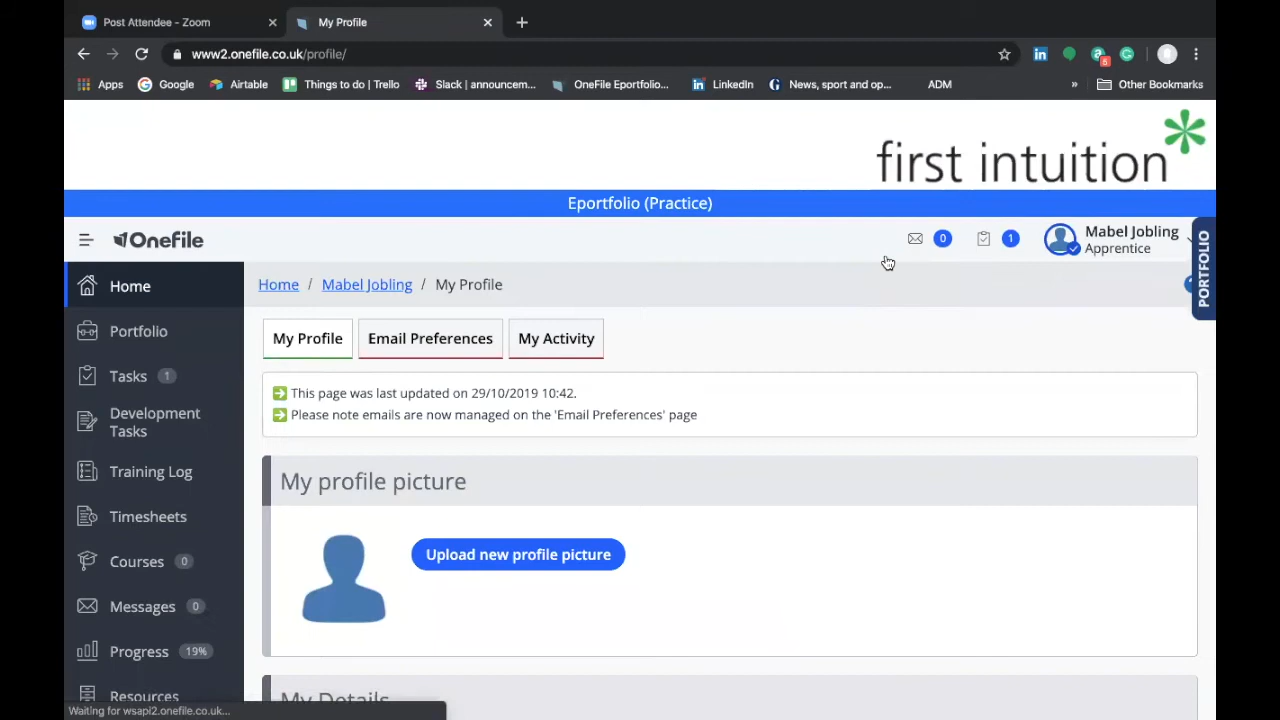 Post Attendee - Zoom
My Profile
www2.onefile.co.uk/profile/
Apps
Google
Airtable
Things to do | Trello
Slack | announcem...
OneFile Eportfolio...
LinkedIn
News, sport and op...
ADM
»
Other Bookmarks
first intuition
Eportfolio (Practice)
Onefile
0
1
Mabel Jobling
Apprentice
PORTFOLIO
Home
Home / Mabel Jobling / My Profile
Portfolio
My Profile
Email Preferences
My Activity
Tasks 1
This page was last updated on 29/10/2019 10:42.
Please note emails are now managed on the 'Email Preferences' page
Development
Tasks
Training Log
My profile picture
Timesheets
Upload new profile picture
Courses 0
Messages 0
Progress 19%
Resources
My Details
Waiting for wsapi2.onefile.co.uk...